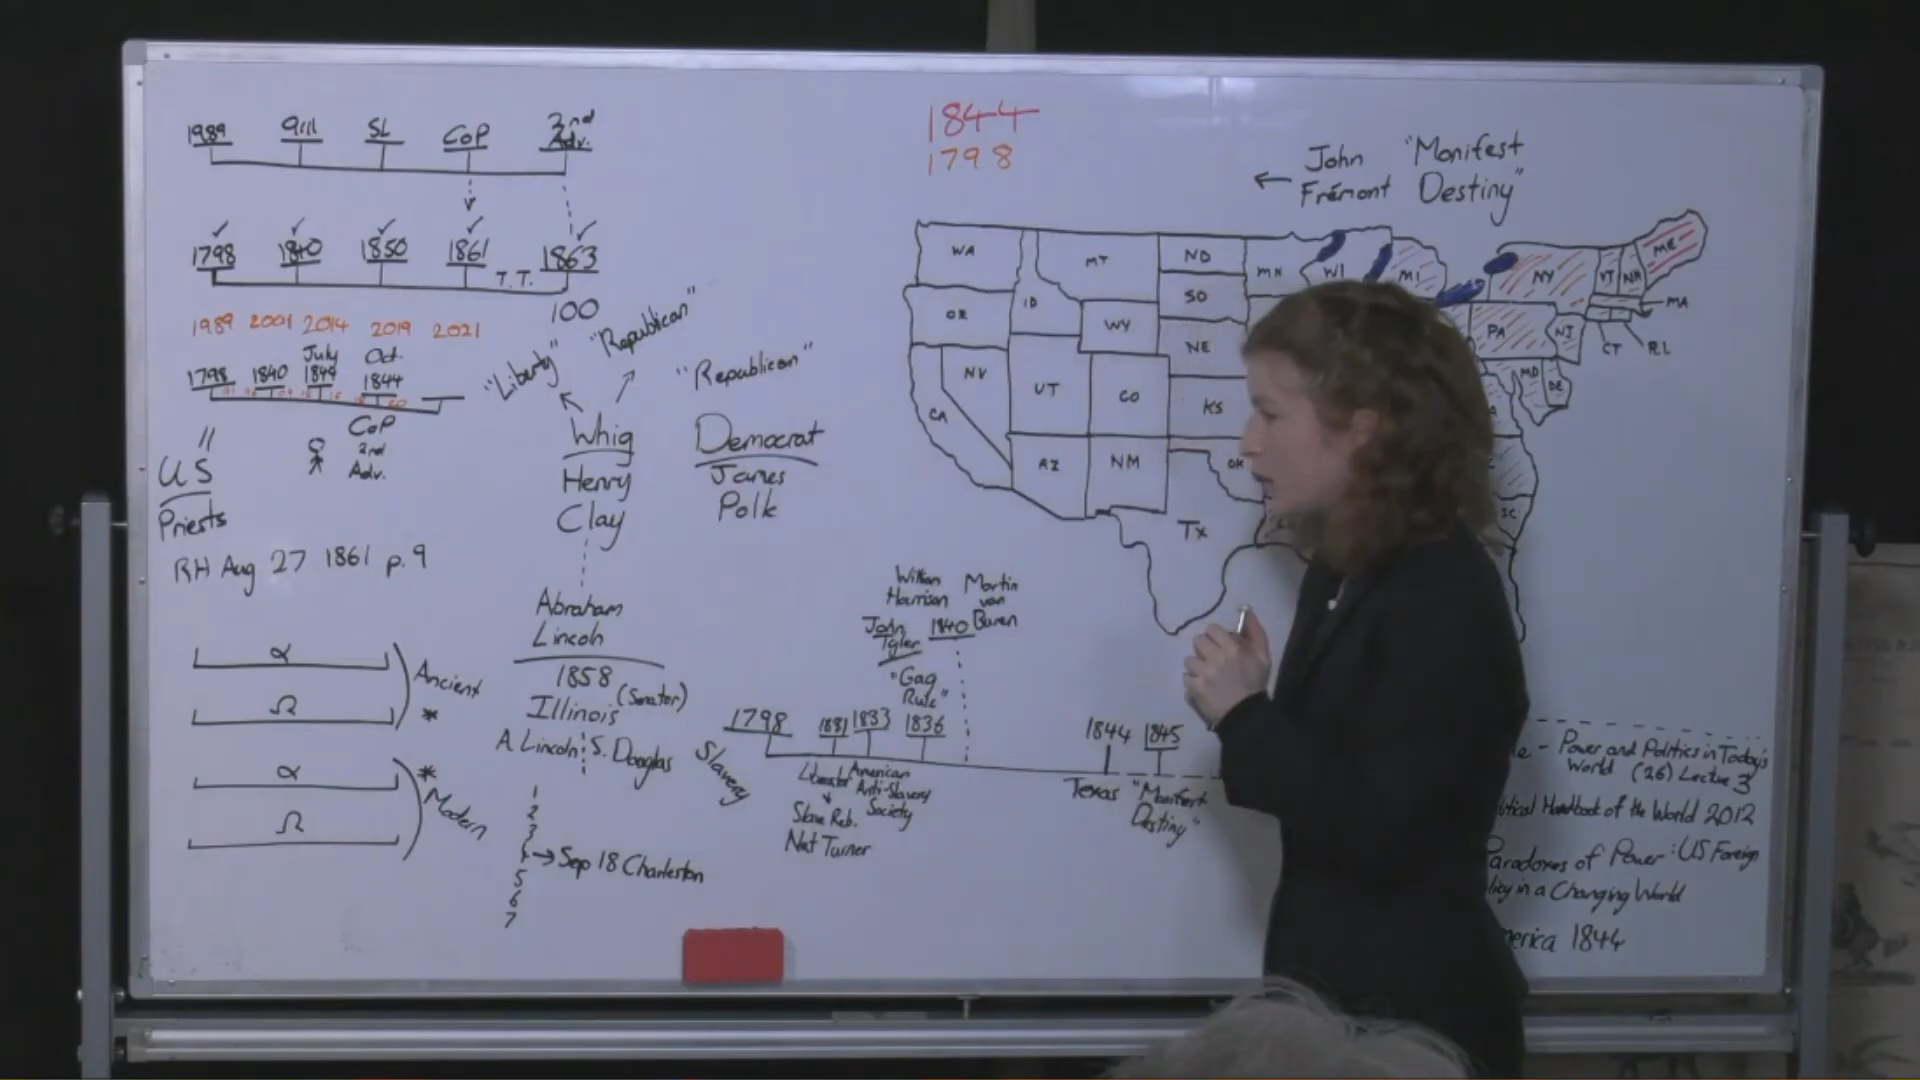 1989 9/11 SL CoP 2nd Adv.
1798 1840 1850 1861 1863
T.T.
100
1989 2001 2014 2019 2021
1798 1840 July 1844 Oct. 1844
CoP
2nd
Adv.
US
Priests
RH Aug 27 1861 p.9
α
Ω
Ancient
*
α
Ω
* Modern
"Liberty" "Republican"
Whig
Henry
Clay
"Republican"
Democrat
James
Polk
Abraham
Lincoln
1858
(Senator)
Illinois
A. Lincoln S. Douglas
1
2
3
4 → Sep 18 Charleston
5
6
7
1844
1798
← John
Frémont
"Manifest
Destiny"
WA MT ND MN WI MI NY VT NH ME
OR ID WY SD MA
NV UT CO NE PA NJ CT R.I.
CA KS MD DE
AZ NM OK
TX SC
William
Harrison
Martin
van
Buren
John
Tyler
1840
"Gag
Rule"
Slavery
1798 1831 1833 1836 1844 1845
Liberator
Slave Reb.
Nat Turner
American
Anti-Slavery
Society
Texas
"Manifest
Destiny"
- Power and Politics in Today's
World (26) Lecture 3
Handbook of the World 2012
Paradoxes of Power: US Foreign
in a Changing World
1844